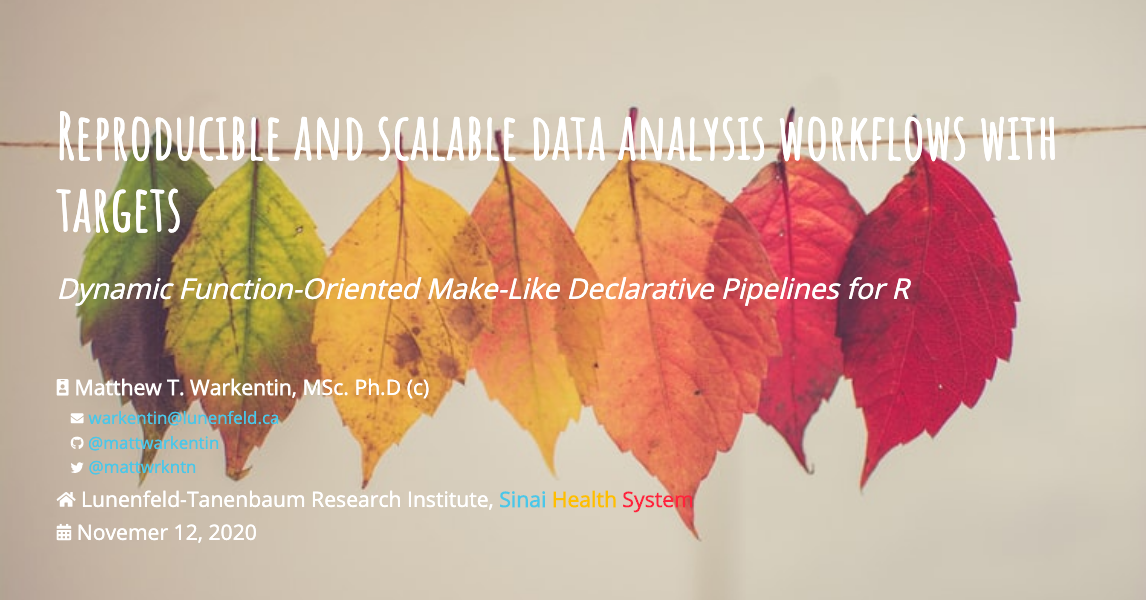 Reproducible and scalable data analysis workflows with
targets
Dynamic Function-Oriented Make-Like Declarative Pipelines for R
Matthew T. Warkentin, MSc. Ph.D (c)
warkentin@lunenfeld.ca
@mattwarkentin
@mattwrkntn
Lunenfeld-Tanenbaum Research Institute, Sinai Health System
Novemer 12, 2020